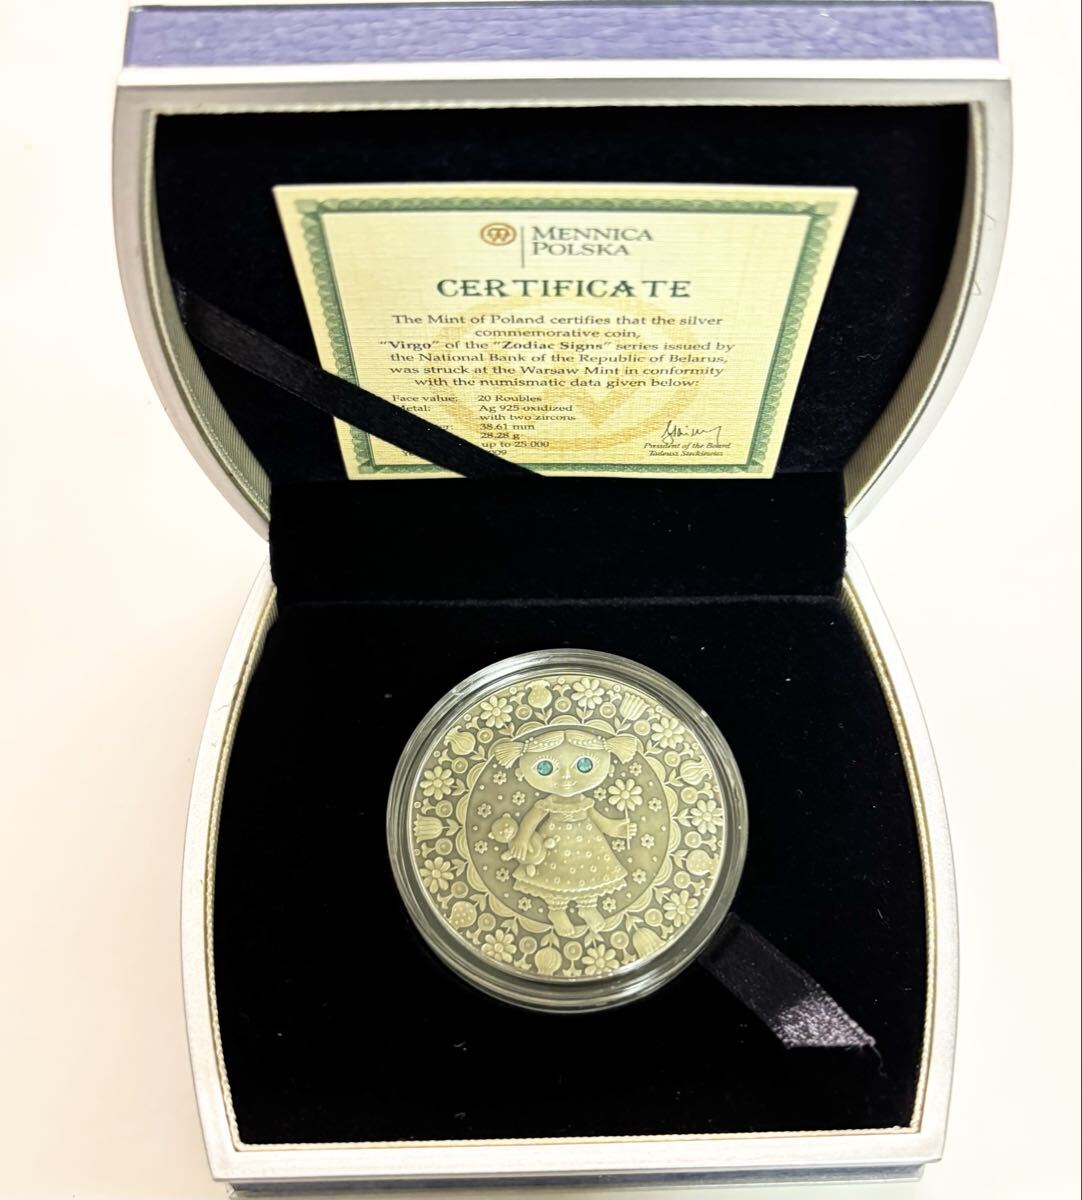 MENNICA
POLSKA
CERTIFICATE
The Mint of Poland certifies that the silver
commemorative coin,
"Virgo" of the "Zodiac Signs" series issued by
the National Bank of the Republic of Belarus,
was struck at the Warsaw Mint in conformity
with the numismatic data given below:
Face value: 20 Roubles
Ag 925 oxidized
with two zircons
38.61 mm
28.28 g
up to 25.000
President of the Board
Tadeusz Steckiewicz